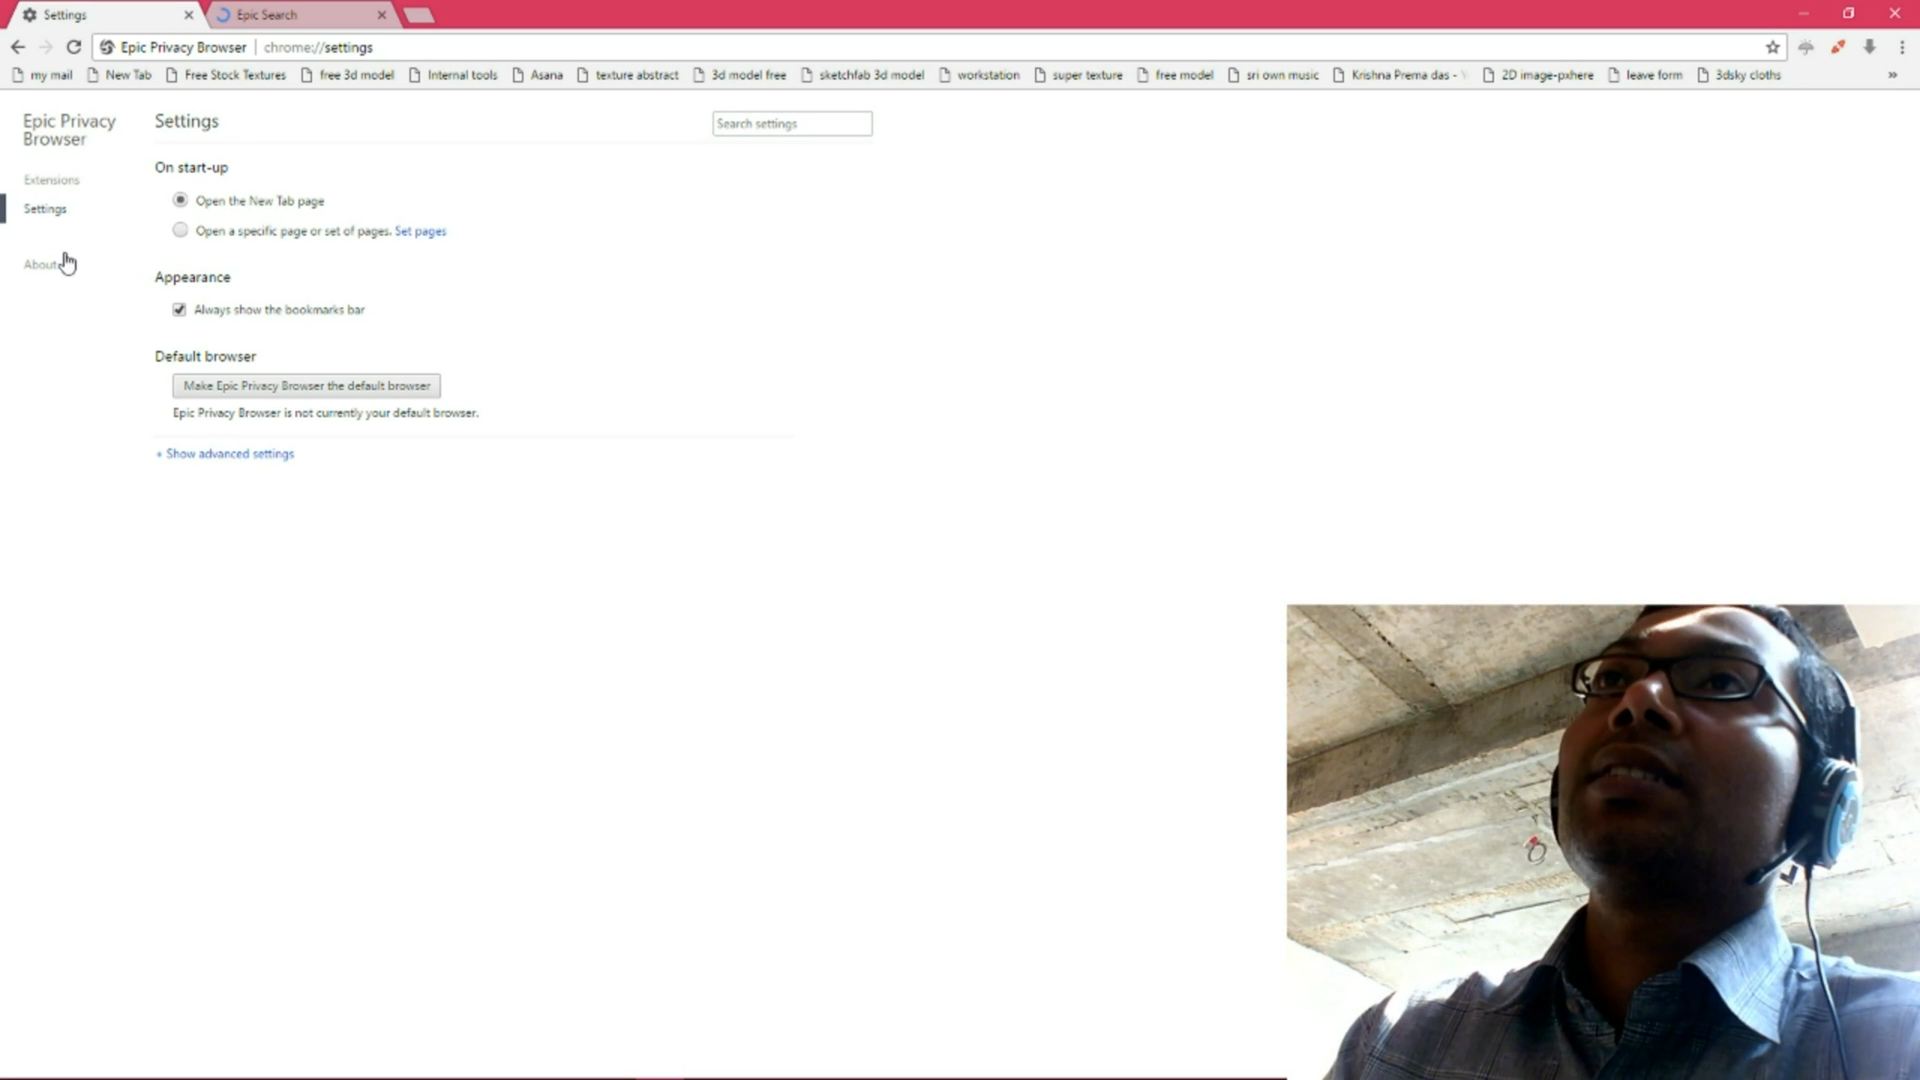 Settings
Epic Search
Epic Privacy Browser | chrome://settings
my mail
New Tab
Free Stock Textures
free 3d model
Internal tools
Asana
texture abstract
3d model free
sketchfab 3d model
workstation
super texture
free model
sri own music
Krishna Prema das -
2D image-pxhere
leave form
3dsky cloths
»
Epic Privacy
Browser
Extensions
Settings
About
Settings
Search settings
On start-up
Open the New Tab page
Open a specific page or set of pages. Set pages
Appearance
Always show the bookmarks bar
Default browser
Make Epic Privacy Browser the default browser
Epic Privacy Browser is not currently your default browser.
+ Show advanced settings